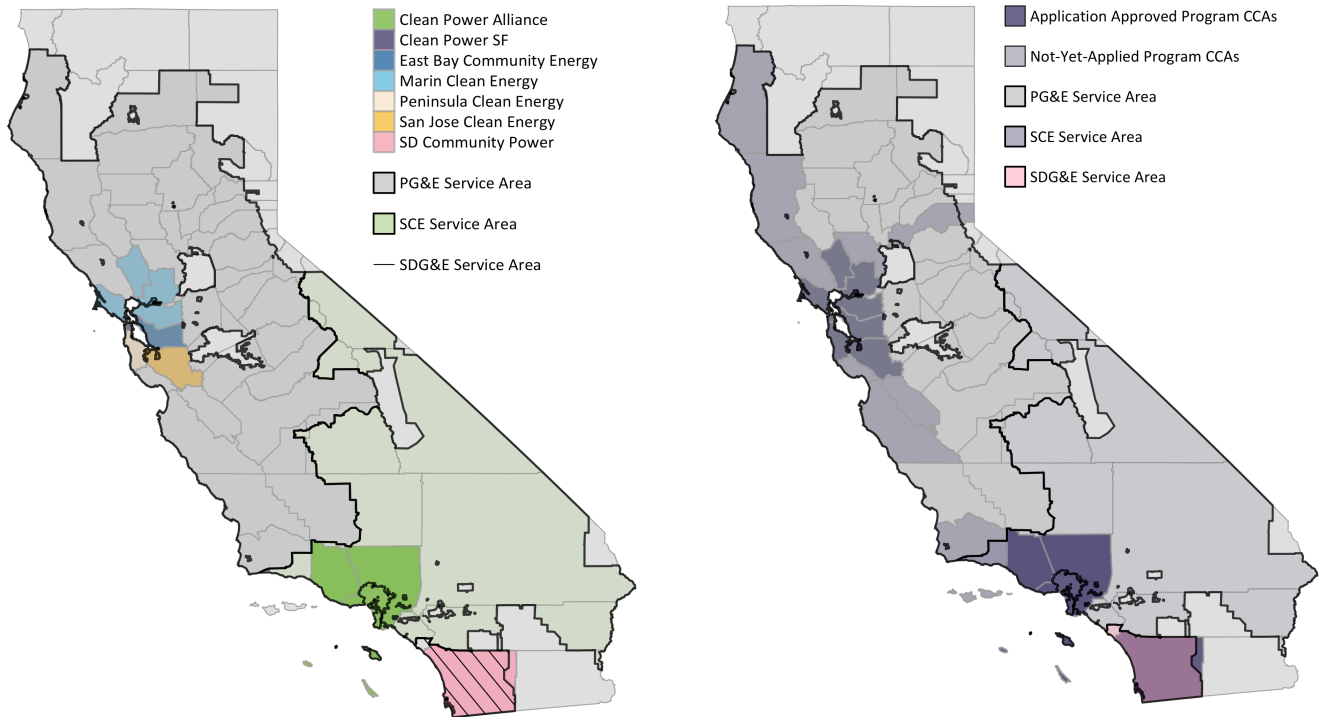 Clean Power Alliance
Clean Power SF
East Bay Community Energy
Marin Clean Energy
Peninsula Clean Energy
San Jose Clean Energy
SD Community Power
PG&E Service Area
SCE Service Area
SDG&E Service Area
Application Approved Program CCAs
Not-Yet-Applied Program CCAs
PG&E Service Area
SCE Service Area
SDG&E Service Area